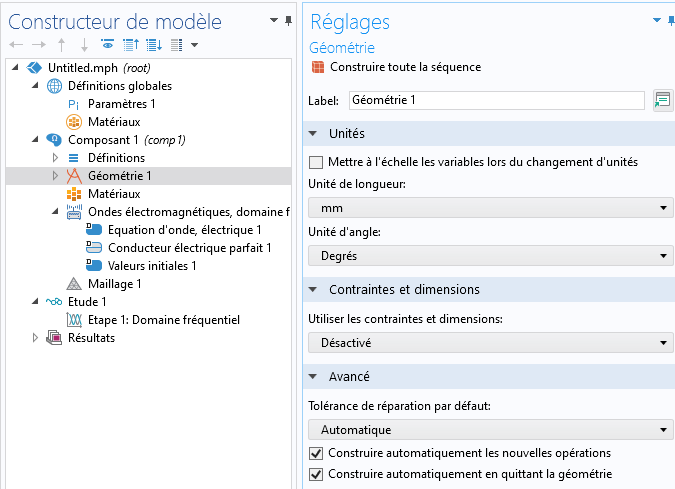 Constructeur de modèle
Untitled.mph (root)
Définitions globales
Pi Paramètres 1
Matériaux
Composant 1 (comp1)
Définitions
Géométrie 1
Matériaux
Ondes électromagnétiques, domaine f
Equation d'onde, électrique 1
Conducteur électrique parfait 1
Valeurs initiales 1
Maillage 1
Etude 1
Etape 1: Domaine fréquentiel
Résultats
Réglages
Géométrie
Construire toute la séquence
Label: Géométrie 1
Unités
Mettre à l'échelle les variables lors du changement d'unités
Unité de longueur:
mm
Unité d'angle:
Degrés
Contraintes et dimensions
Utiliser les contraintes et dimensions:
Désactivé
Avancé
Tolérance de réparation par défaut:
Automatique
Construire automatiquement les nouvelles opérations
Construire automatiquement en quittant la géométrie